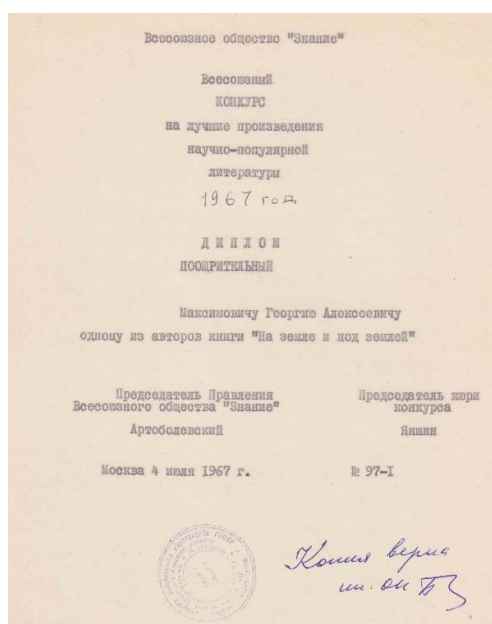 Всесоюзное общество "Знание"
Всесоюзный
КОНКУРС
на лучшие произведения
научно-популярной
литературы
1967 год
ДИПЛОМ
ПООЩРИТЕЛЬНЫЙ
Максимовичу Георгию Алексеевичу
одному из авторов книги "На земле и под землей"
Председатель Правления
Всесоюзного общества "Знание"
Артоболевский
Председатель жюри
конкурса
Яншин
Москва 4 июля 1967 г.
№ 97-I
Копия верна